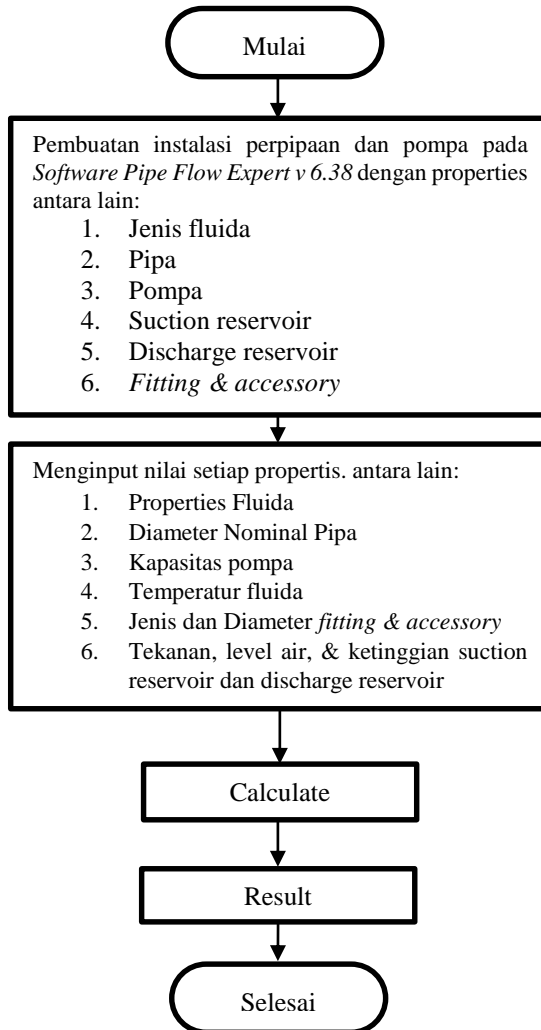 Mulai
Pembuatan instalasi perpipaan dan pompa pada
Software Pipe Flow Expert v 6.38 dengan properties
antara lain:
1. Jenis fluida
2. Pipa
3. Pompa
4. Suction reservoir
5. Discharge reservoir
6. Fitting & accessory
Menginput nilai setiap propertis. antara lain:
1. Properties Fluida
2. Diameter Nominal Pipa
3. Kapasitas pompa
4. Temperatur fluida
5. Jenis dan Diameter fitting & accessory
6. Tekanan, level air, & ketinggian suction
reservoir dan discharge reservoir
Calculate
Result
Selesai